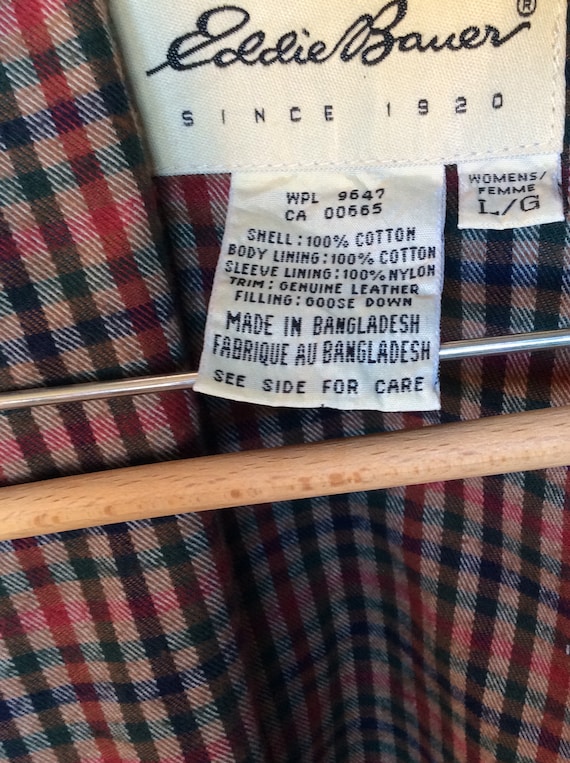 Eddie Bauer®
SINCE 1920
WOMENS/
FEMME
L/G
WPL 9647
CA 00565
SHELL: 100% COTTON
BODY LINING: 100% COTTON
SLEEVE LINING: 100% NYLON
TRIM: GENUINE LEATHER
FILLING: GOOSE DOWN
MADE IN BANGLADESH
FABRIQUE AU BANGLADESH
SEE SIDE FOR CARE